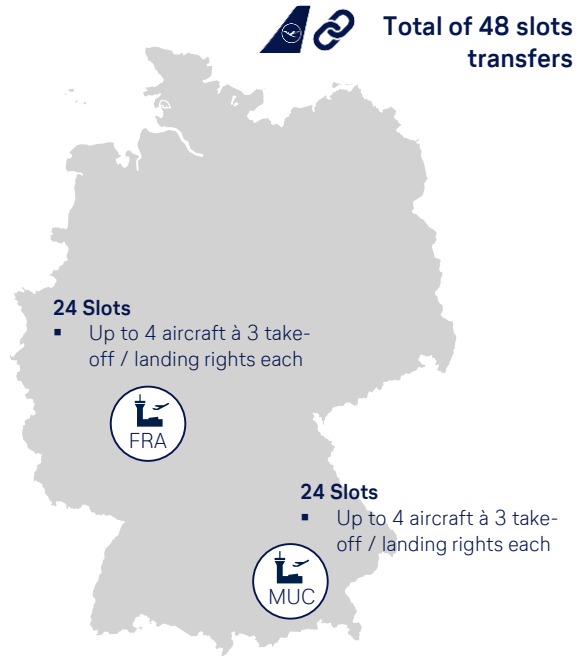 Total of 48 slots
transfers
24 Slots
▪ Up to 4 aircraft à 3 take-
off / landing rights each
FRA
24 Slots
▪ Up to 4 aircraft à 3 take-
off / landing rights each
MUC